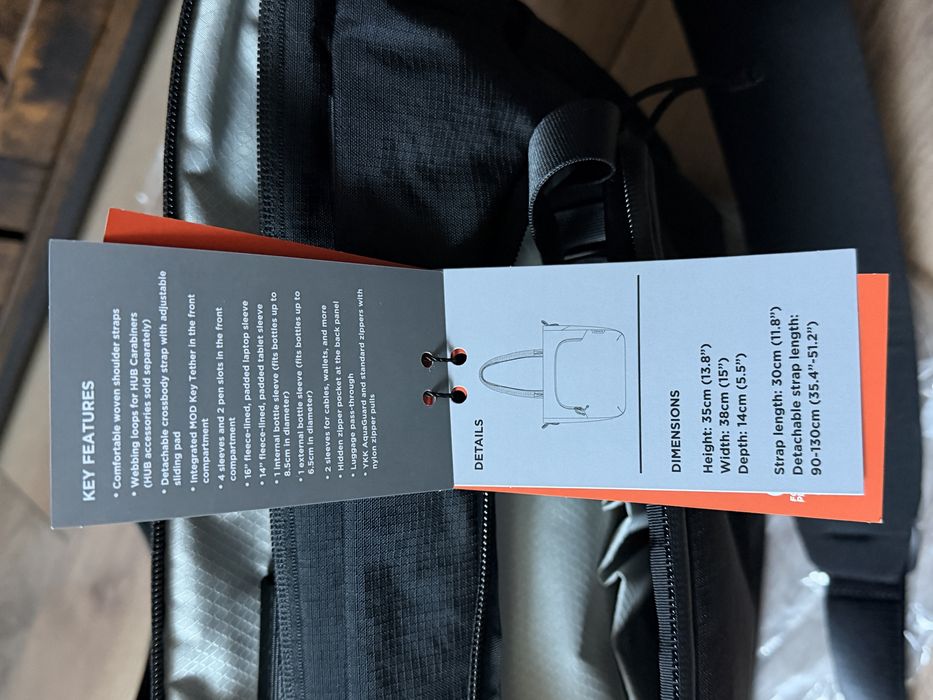 KEY FEATURES
• Comfortable woven shoulder straps
• Webbing loops for HUB Carabiners
(HUB accessories sold separately)
• Detachable crossbody strap with adjustable
sliding pad
• Integrated MOD Key Tether in the front
compartment
• 4 sleeves and 2 pen slots in the front
compartment
• 16” fleece-lined, padded laptop sleeve
• 14” fleece-lined, padded tablet sleeve
• 1 internal bottle sleeve (fits bottles up to
8.5cm in diameter)
• 1 external bottle sleeve (fits bottles up to
6.5cm in diameter)
• 2 sleeves for cables, wallets, and more
• Hidden zipper pocket at the back panel
• Luggage pass-through
• YKK AquaGuard and standard zippers with
nylon zipper pulls
DETAILS
DIMENSIONS
Height: 35cm (13.8”)
Width: 38cm (15”)
Depth: 14cm (5.5”)
Strap length: 30cm (11.8”)
Detachable strap length:
90-130cm (35.4”-51.2”)